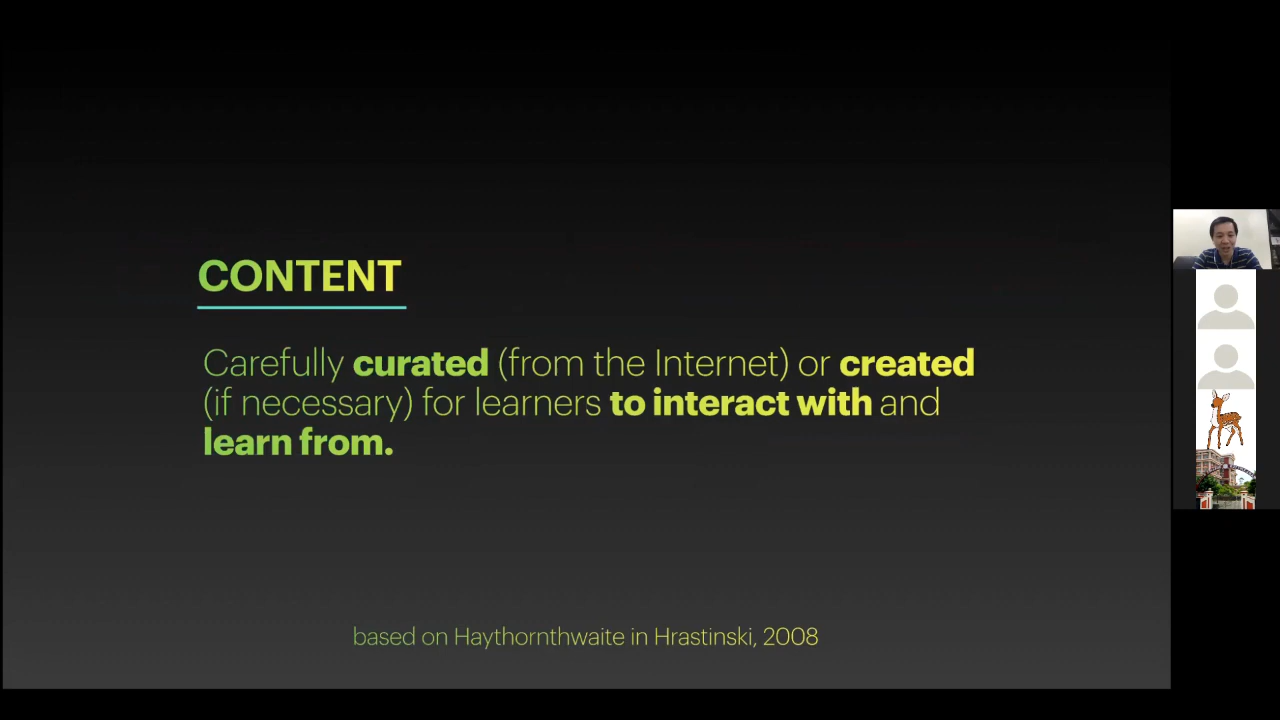 CONTENT
Carefully curated (from the Internet) or created
(if necessary) for learners to interact with and
learn from.
based on Haythornthwaite in Hrastinski, 2008